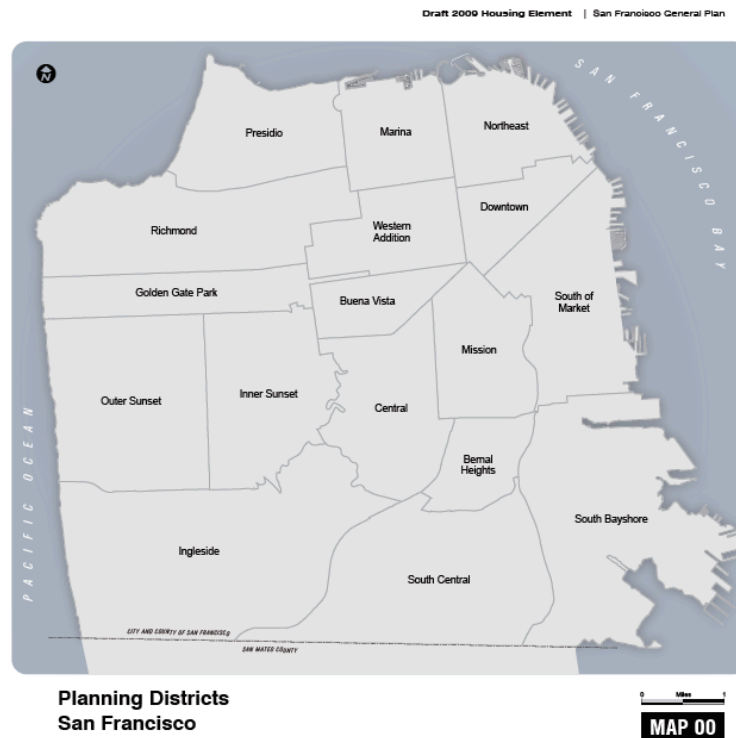 Draft 2009 Housing Element | San Francisco General Plan
N
SAN FRANCISCO BAY
Presidio
Marina
Northeast
Downtown
Richmond
Western
Addition
Golden Gate Park
Buena Vista
South of
Market
Mission
Outer Sunset
Inner Sunset
Central
PACIFIC OCEAN
Bernal
Heights
South Bayshore
Ingleside
South Central
CITY AND COUNTY OF SAN FRANCISCO
SAN MATEO COUNTY
Planning Districts
San Francisco
0 Miles 1
MAP 00